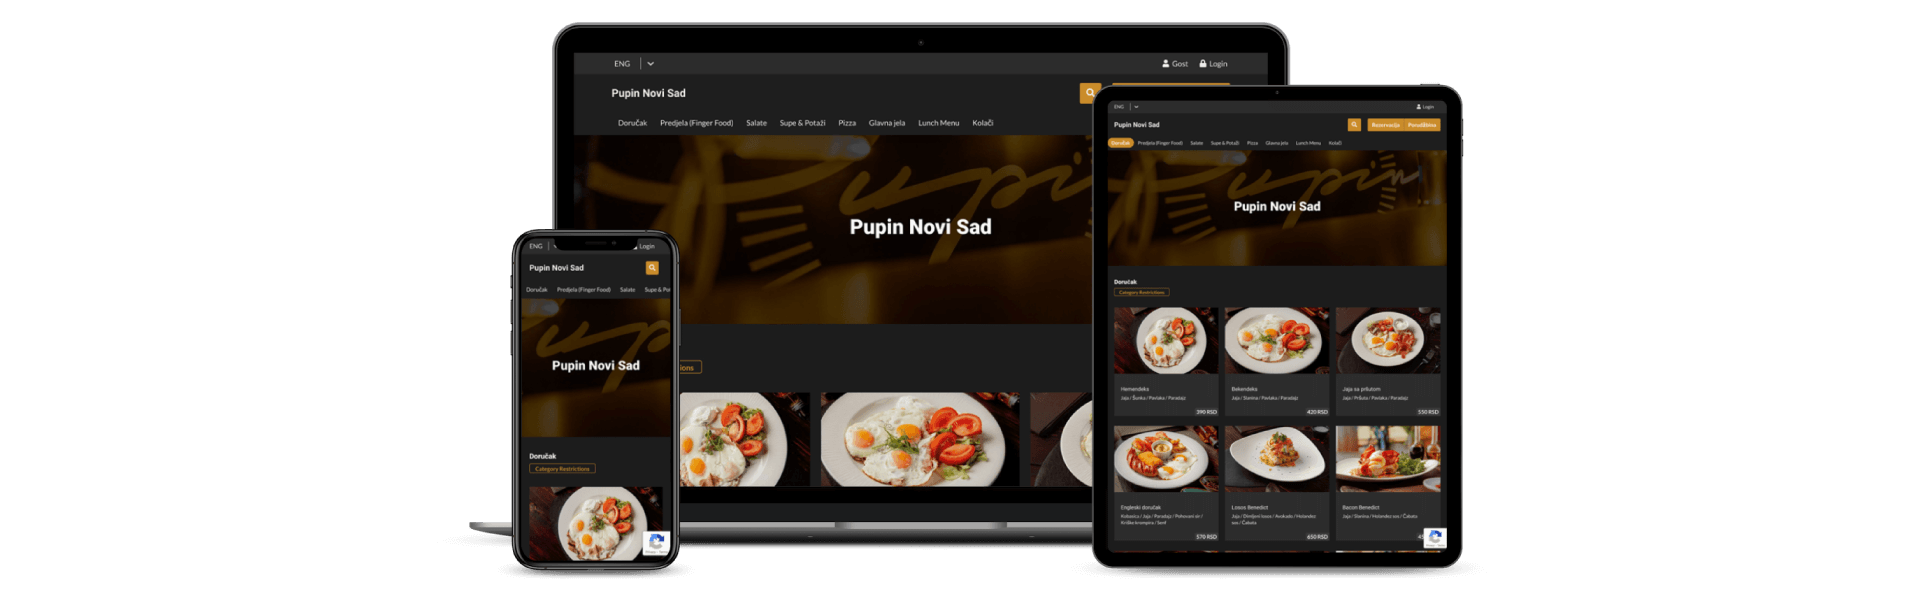 ENG
Gost
Login
Pupin Novi Sad
Doručak Predjela (Finger Food) Salate Supe & Potaži Pizza Glavna jela Lunch Menu Kolači
Pupin
Pupin Novi Sad
ions
ENG
Login
Pupin Novi Sad
Doručak Predjela (Finger Food) Salate Supe & Po
Pupin Novi Sad
Doručak
Category Restrictions
ENG
Login
Pupin Novi Sad
Rezervacija Porudžbina
Doručak Predjela (Finger Food) Salate Supe & Potaži Pizza Glavna jela Lunch Menu Kolači
Pupin
Pupin Novi Sad
Doručak
Category Restrictions
Hemendeks
Jaja / Šunka / Pavlaka / Paradajz
390 RSD
Bekendeks
Jaja / Slanina / Pavlaka / Paradajz
420 RSD
Jaja sa pršutom
Jaja / Pršuta / Pavlaka / Paradajz
550 RSD
Engleski doručak
Kobasica / Jaja / Paradajz / Pohovani sir /
Kriške krompira / Senf
570 RSD
Losos Benedict
Jaja / Dimljeni losos / Avokado / Holandez
sos / Čabata
650 RSD
Bacon Benedict
Jaja / Slanina / Holandez sos / Čabata